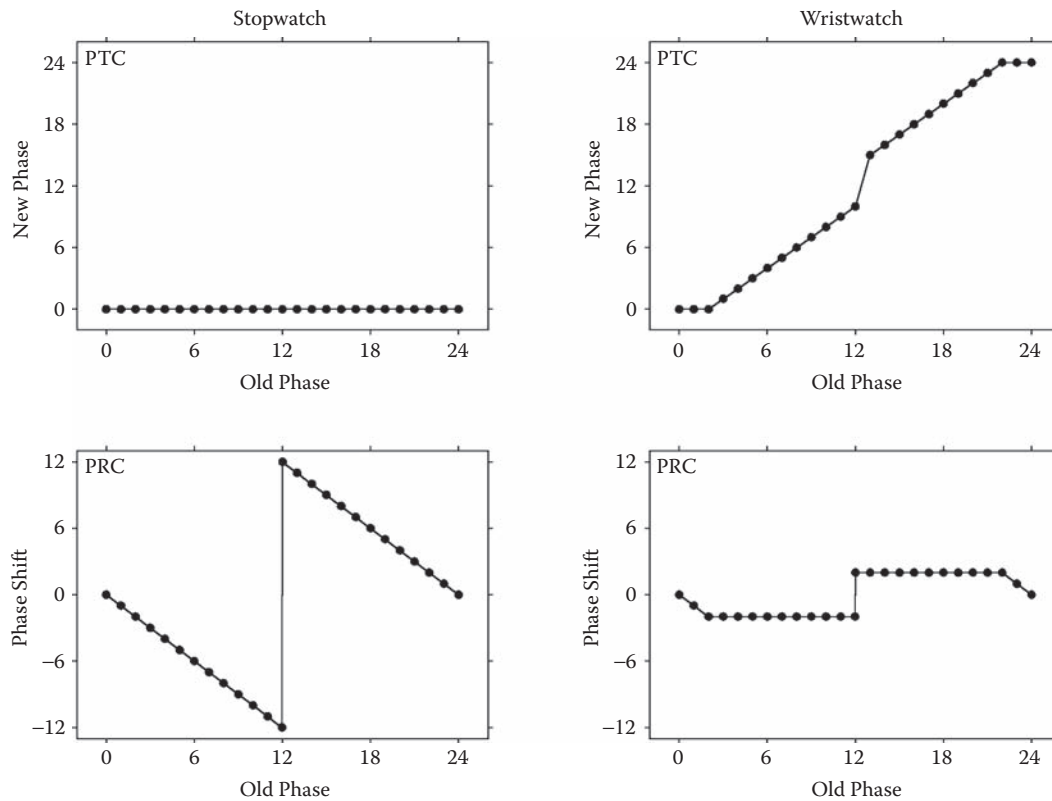 Stopwatch
PTC
24
18
12
6
0
New Phase
0 6 12 18 24
Old Phase
Wristwatch
PTC
24
18
12
6
0
New Phase
0 6 12 18 24
Old Phase
PRC
12
6
0
−6
−12
Phase Shift
0 6 12 18 24
Old Phase
PRC
12
6
0
−6
−12
Phase Shift
0 6 12 18 24
Old Phase